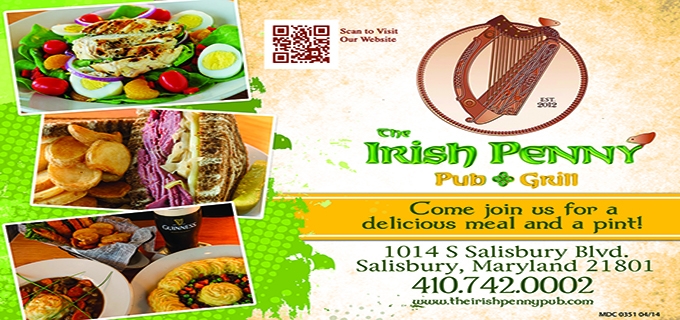 Scan to Visit
Our Website
EST.
2012
The
Irish Penny
Pub Grill
Come join us for a
delicious meal and a pint!
1014 S Salisbury Blvd.
Salisbury, Maryland 21801
410.742.0002
www.theirishpennypub.com
MDC 0351 04/14
GUINNESS